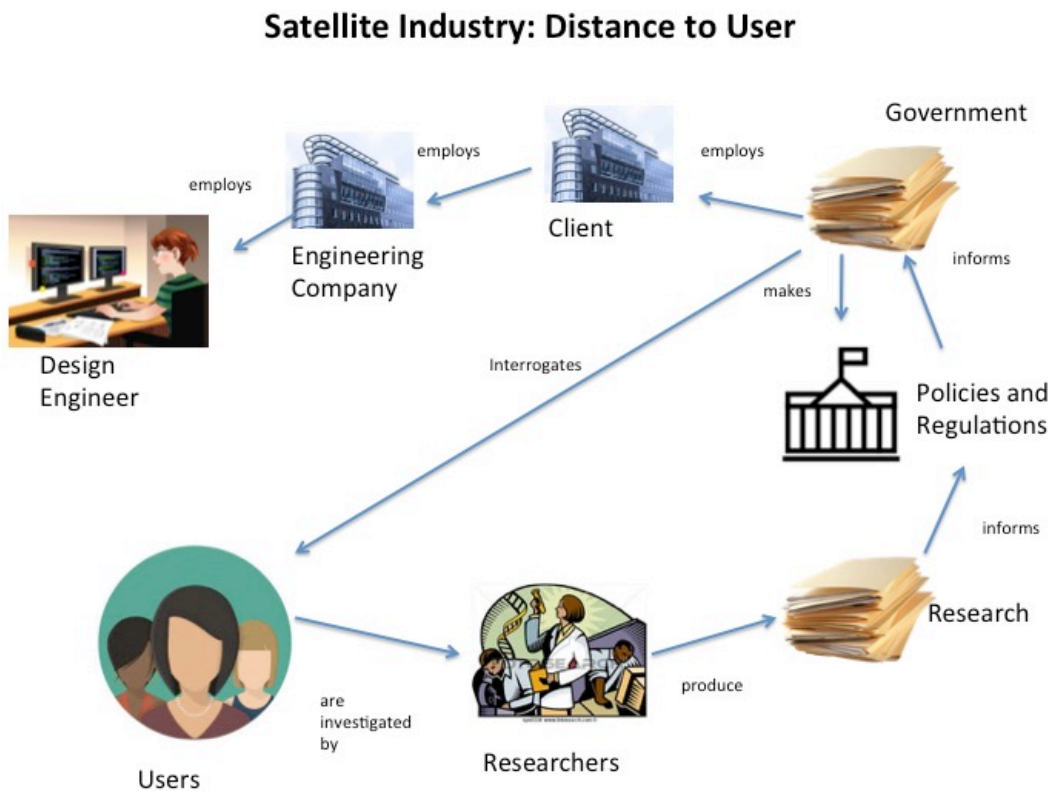 Satellite Industry: Distance to User
Government
employs
employs
employs
Client
Engineering
Company
Design
Engineer
makes
informs
Interrogates
Policies and
Regulations
informs
Research
produce
are
investigated
by
Researchers
Users